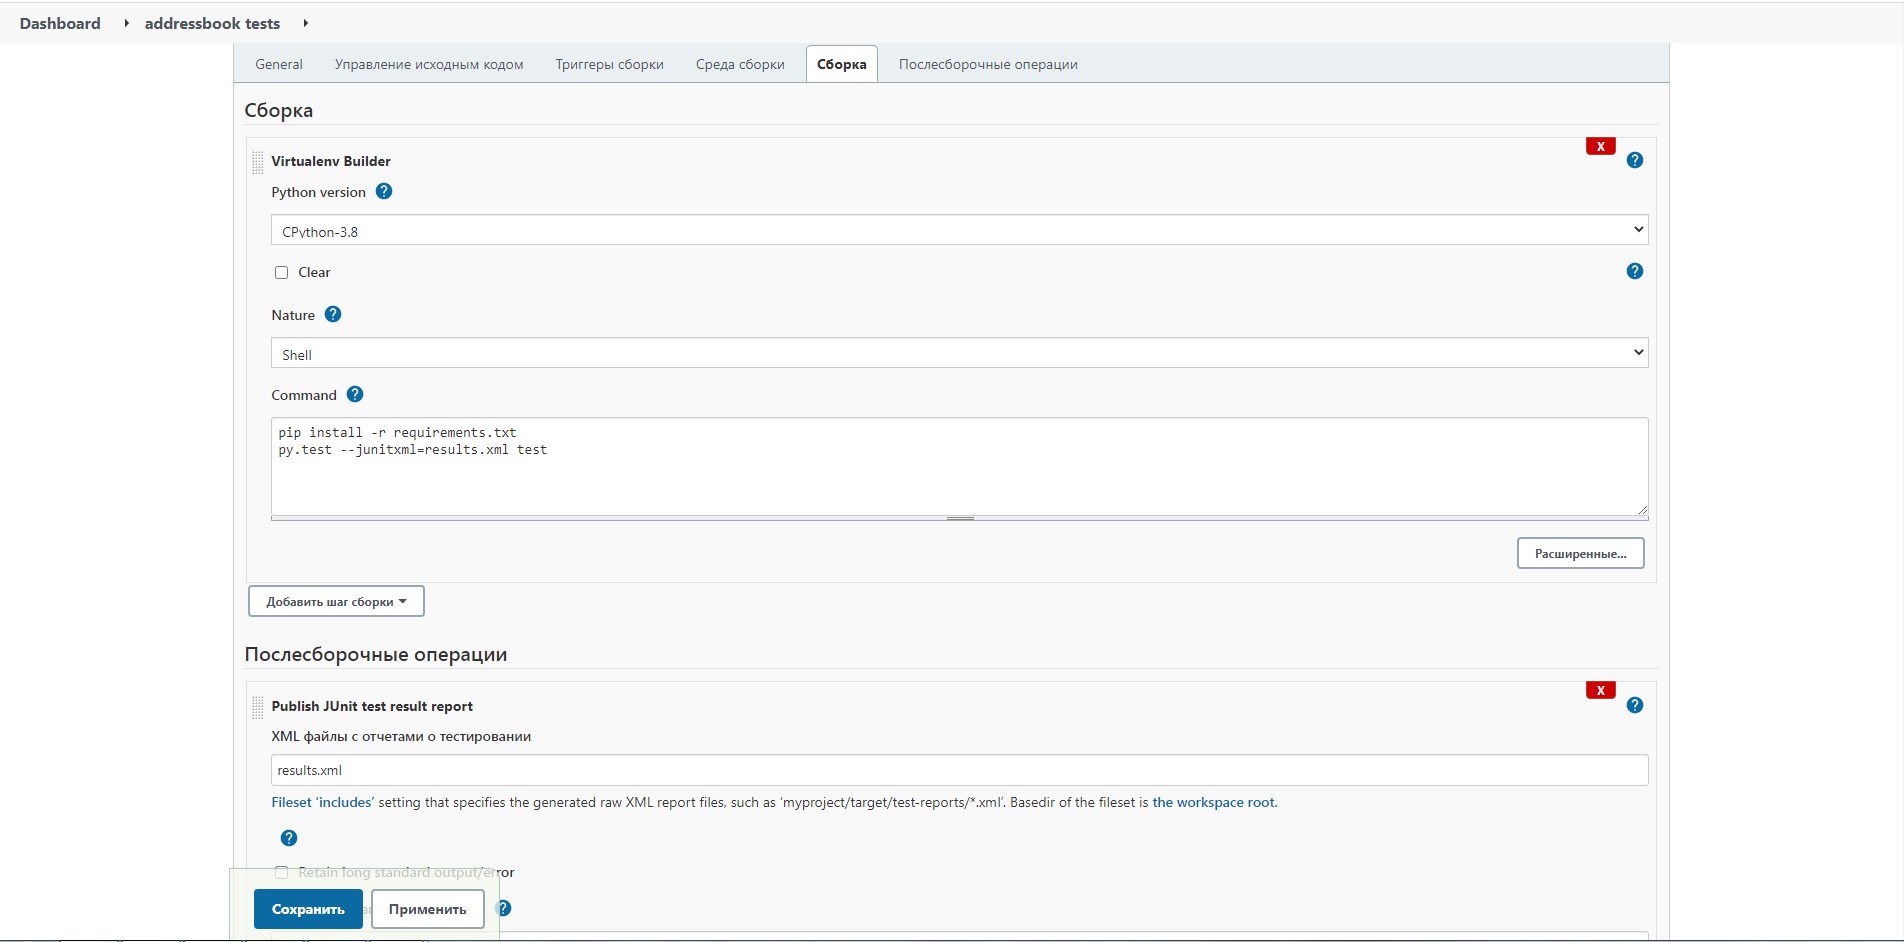 Dashboard addressbook tests
General Управление исходным кодом Триггеры сборки Среда сборки Сборка Послесборочные операции
Сборка
X
Virtualenv Builder ?
Python version ?
CPython-3.8
Clear ?
Nature ?
Shell
Command ?
pip install -r requirements.txt
py.test --junitxml=results.xml test
Расширенные...
Добавить шаг сборки
Послесборочные операции
X
Publish JUnit test result report ?
XML файлы с отчетами о тестировании
results.xml
Fileset ‘includes’ setting that specifies the generated raw XML report files, such as ‘myproject/target/test-reports/*.xml’. Basedir of the fileset is the workspace root.
?
Retain long standard output/error
Сохранить Применить ?